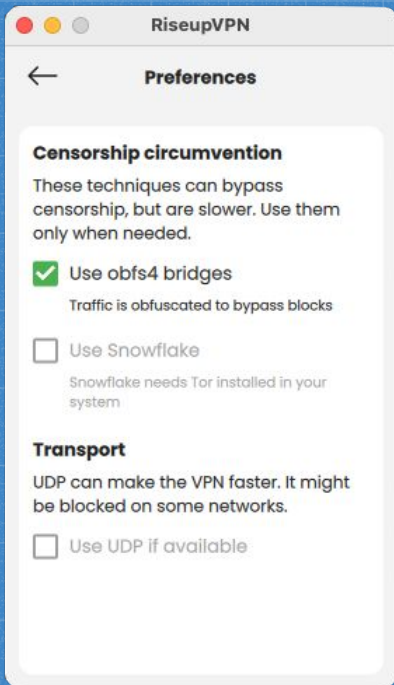 RiseupVPN
Preferences
Censorship circumvention
These techniques can bypass
censorship, but are slower. Use them
only when needed.
Use obfs4 bridges
Traffic is obfuscated to bypass blocks
Use Snowflake
Snowflake needs Tor installed in your
system
Transport
UDP can make the VPN faster. It might
be blocked on some networks.
Use UDP if available